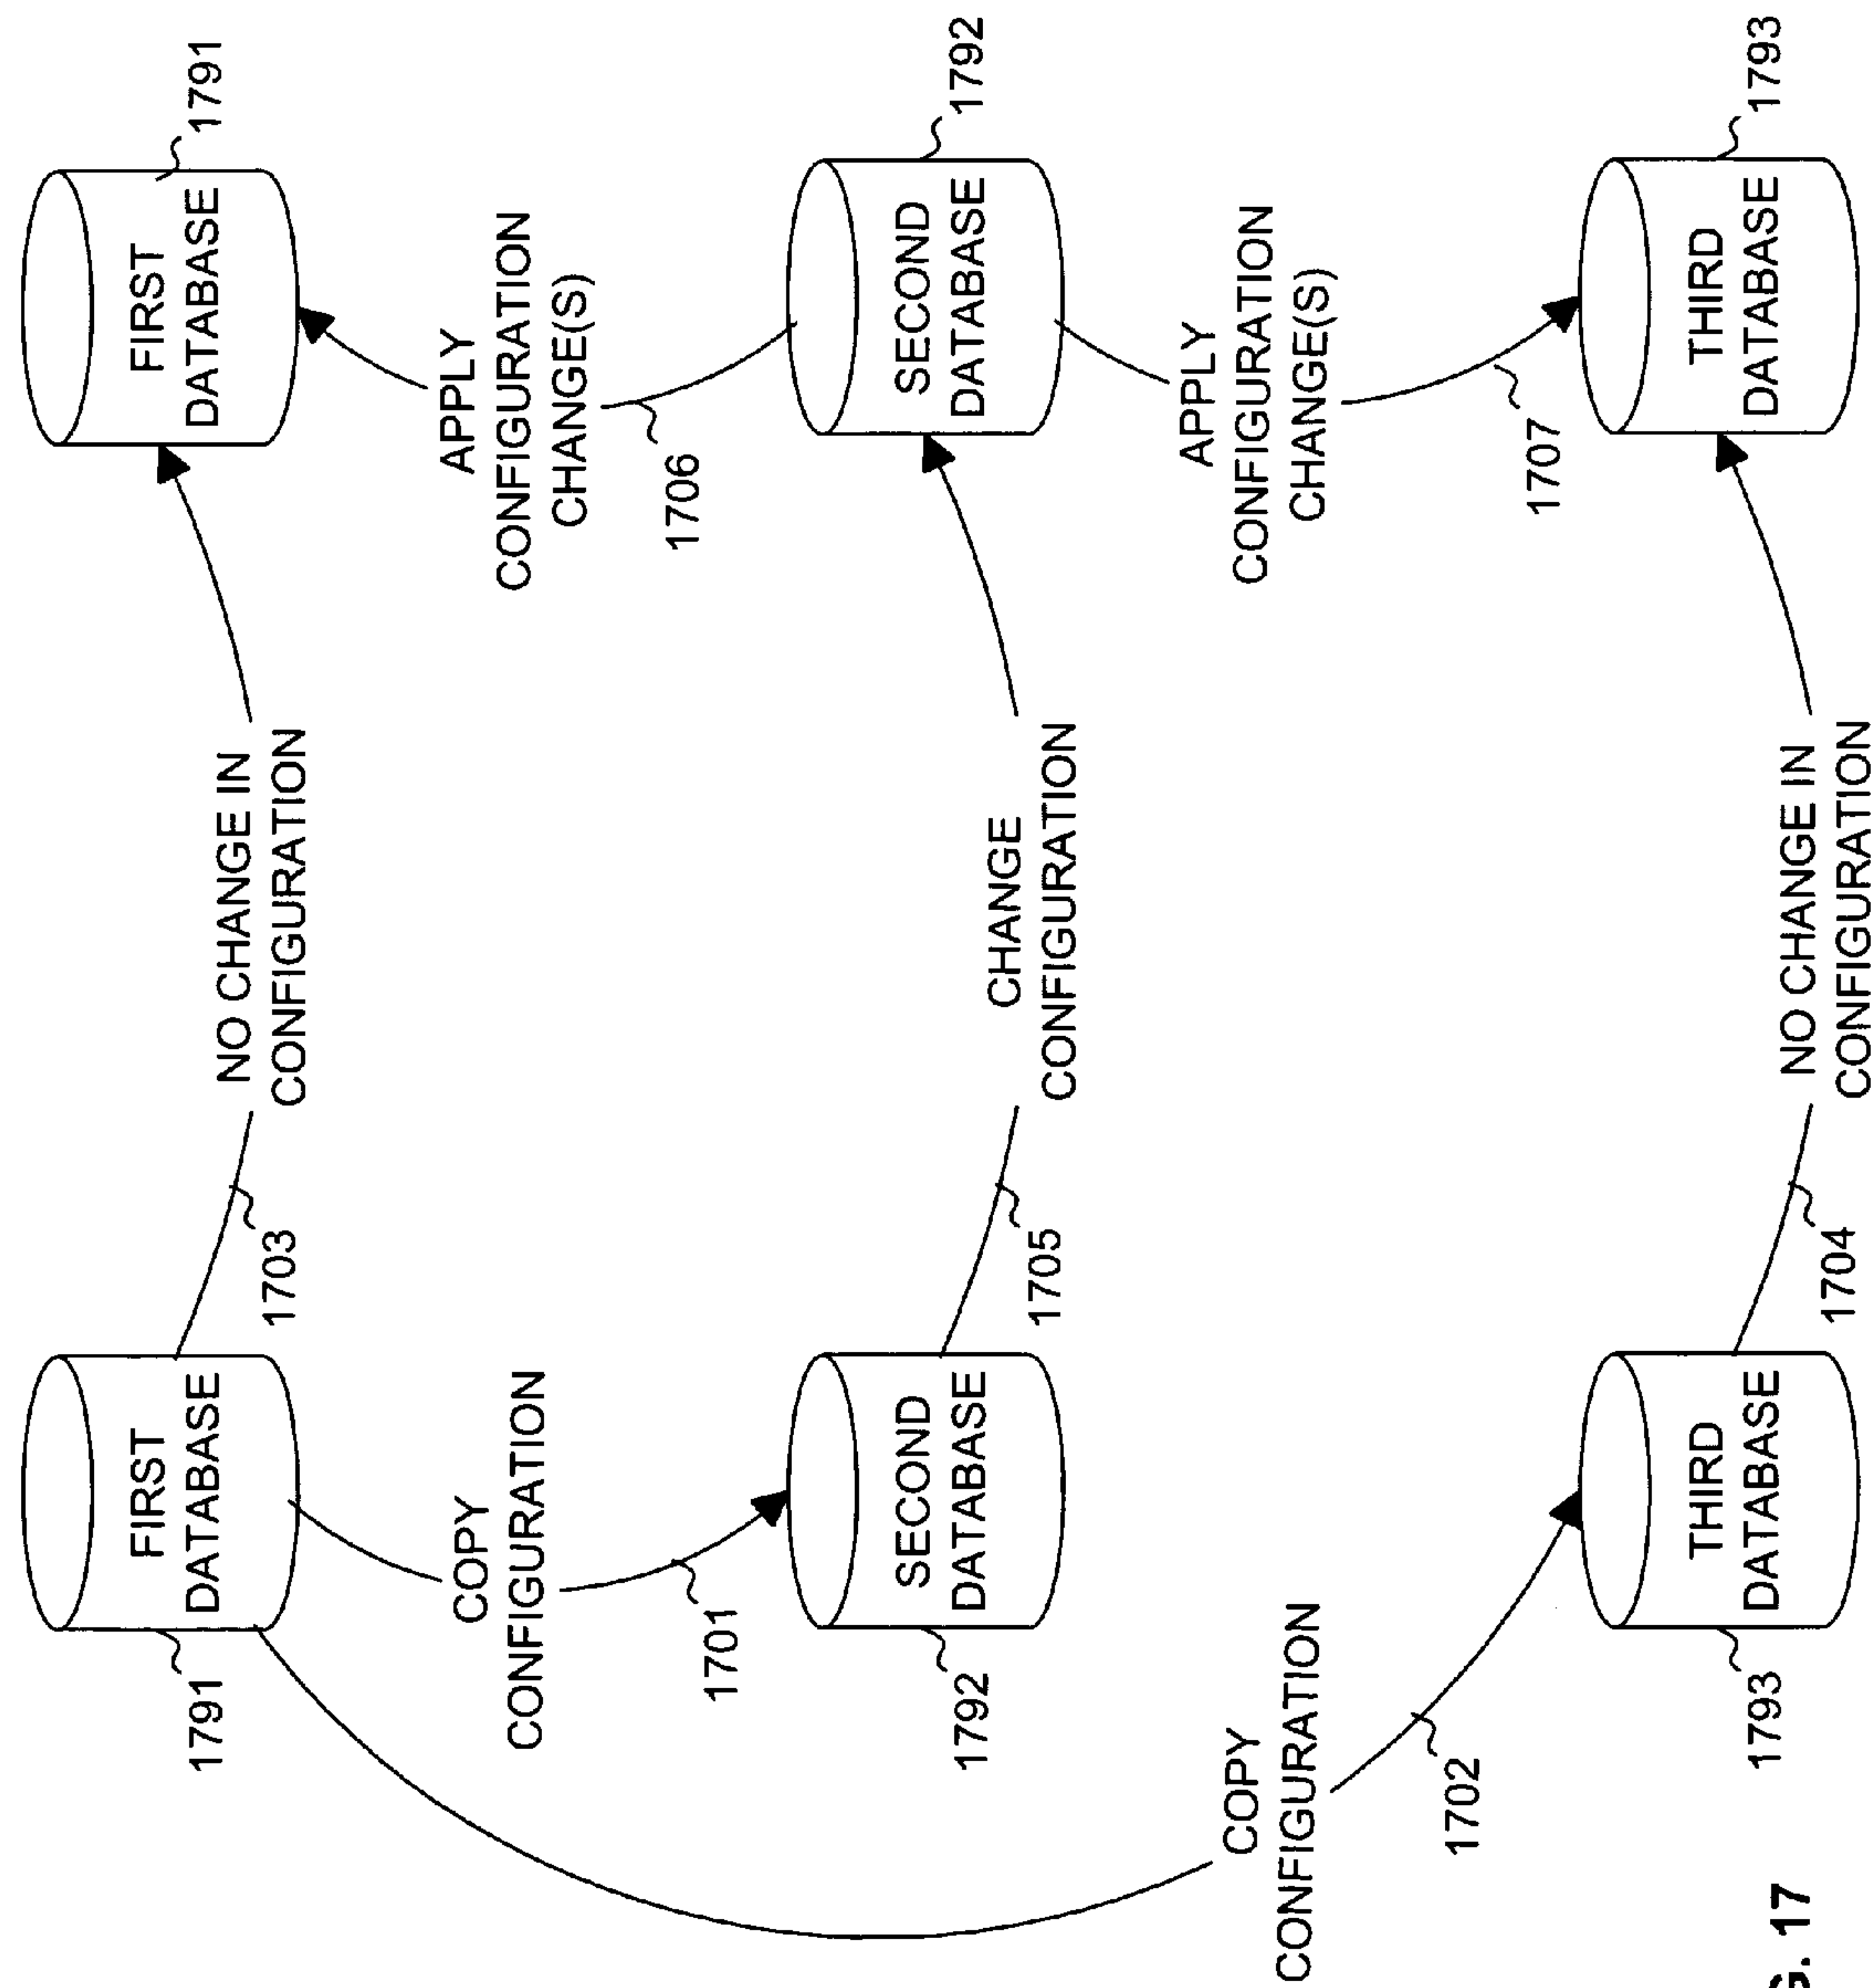 FIRST
DATABASE
1791
NO CHANGE IN
CONFIGURATION
1703
FIRST
DATABASE
1791
COPY
CONFIGURATION
1701
APPLY
CONFIGURATION
CHANGE(S)
1706
SECOND
DATABASE
1792
CHANGE
CONFIGURATION
1705
SECOND
DATABASE
1792
COPY
CONFIGURATION
1702
APPLY
CONFIGURATION
CHANGE(S)
1707
THIRD
DATABASE
1793
NO CHANGE IN
CONFIGURATION
1704
THIRD
DATABASE
1793
G. 17